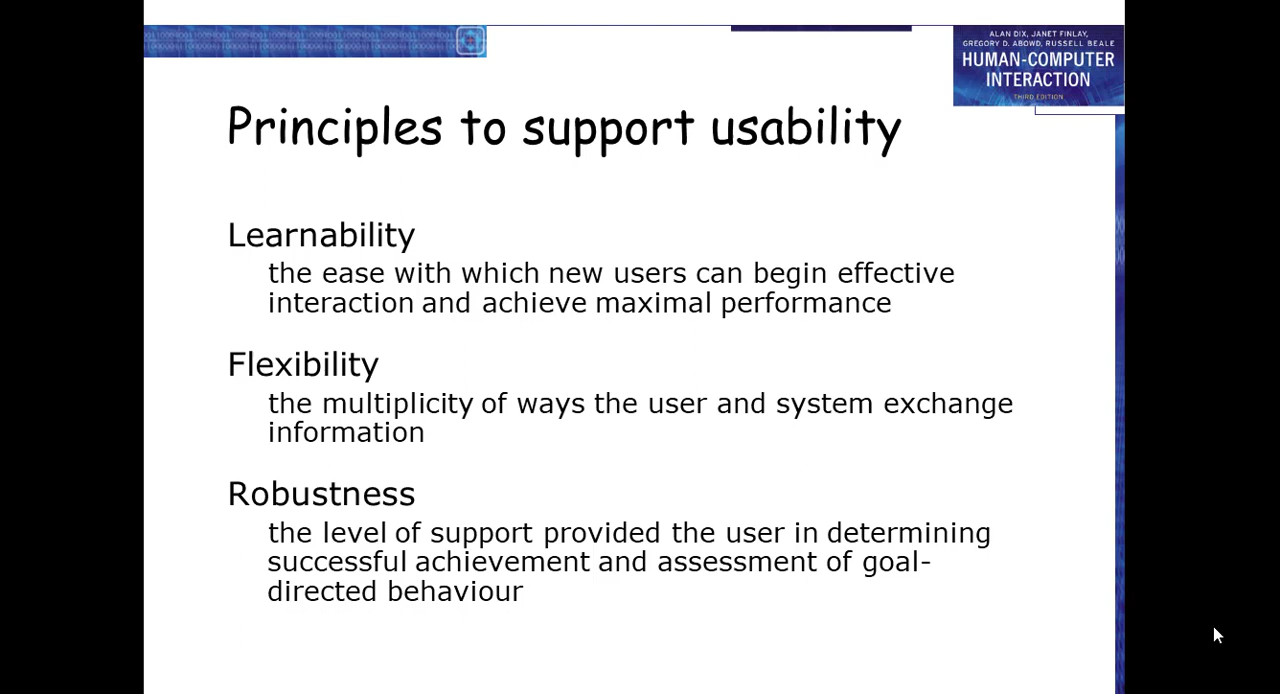 ALAN DIX, JANET FINLAY,
GREGORY D. ABOWD, RUSSELL BEALE
HUMAN-COMPUTER
INTERACTION
THIRD EDITION
Principles to support usability
Learnability
the ease with which new users can begin effective
interaction and achieve maximal performance
Flexibility
the multiplicity of ways the user and system exchange
information
Robustness
the level of support provided the user in determining
successful achievement and assessment of goal-
directed behaviour